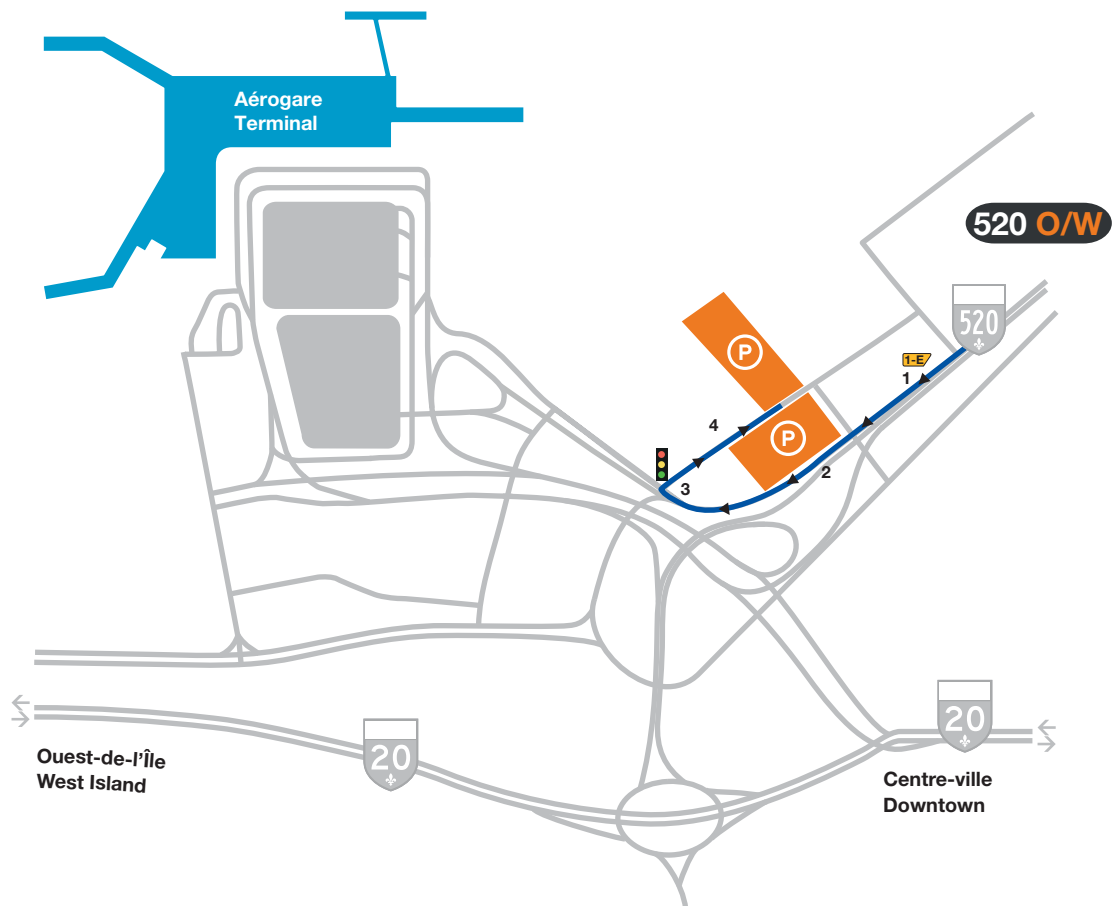 Aérogare
Terminal
520 O/W
520
P
1-E
1
4
P
2
3
20
20
Ouest-de-l'Île
West Island
Centre-ville
Downtown